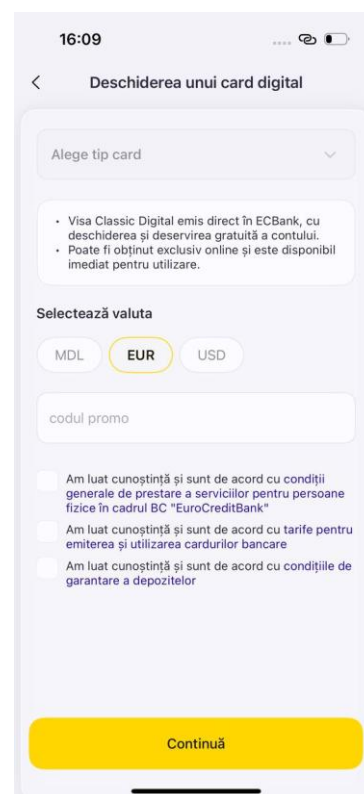 16:09
Deschiderea unui card digital
Alege tip card
• Visa Classic Digital emis direct în ECBank, cu
deschiderea și deservirea gratuită a contului.
• Poate fi obținut exclusiv online și este disponibil
imediat pentru utilizare.
Selectează valuta
MDL EUR USD
codul promo
Am luat cunoștință și sunt de acord cu condiții
generale de prestare a serviciilor pentru persoane
fizice în cadrul BC "EuroCreditBank"
Am luat cunoștință și sunt de acord cu tarife pentru
emiterea și utilizarea cardurilor bancare
Am luat cunoștință și sunt de acord cu condițiile de
garantare a depozitelor
Continuă